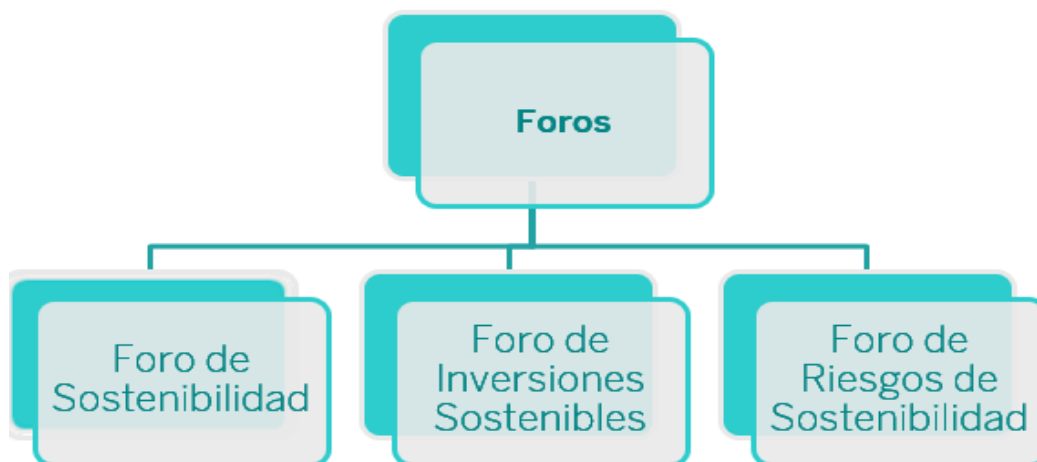 Foros
Foro de
Sostenibilidad
Foro de
Inversiones
Sostenibles
Foro de
Riesgos de
Sostenibilidad